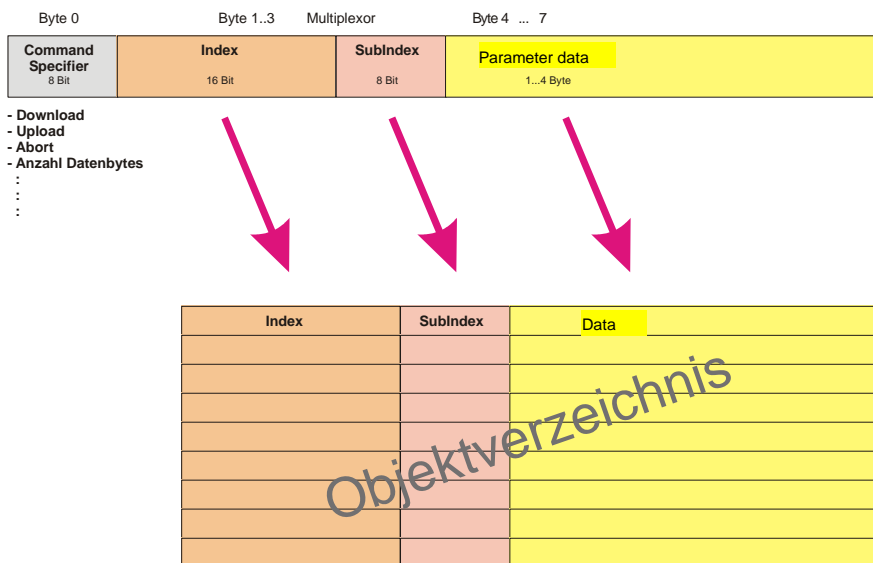 Byte 0 Byte 1..3 Multiplexor Byte 4 ... 7
Command Specifier
8 Bit
Index
16 Bit
SubIndex
8 Bit
Parameter data
1...4 Byte
- Download
- Upload
- Abort
- Anzahl Datenbytes
:
:
:
Index SubIndex Data
Objektverzeichnis